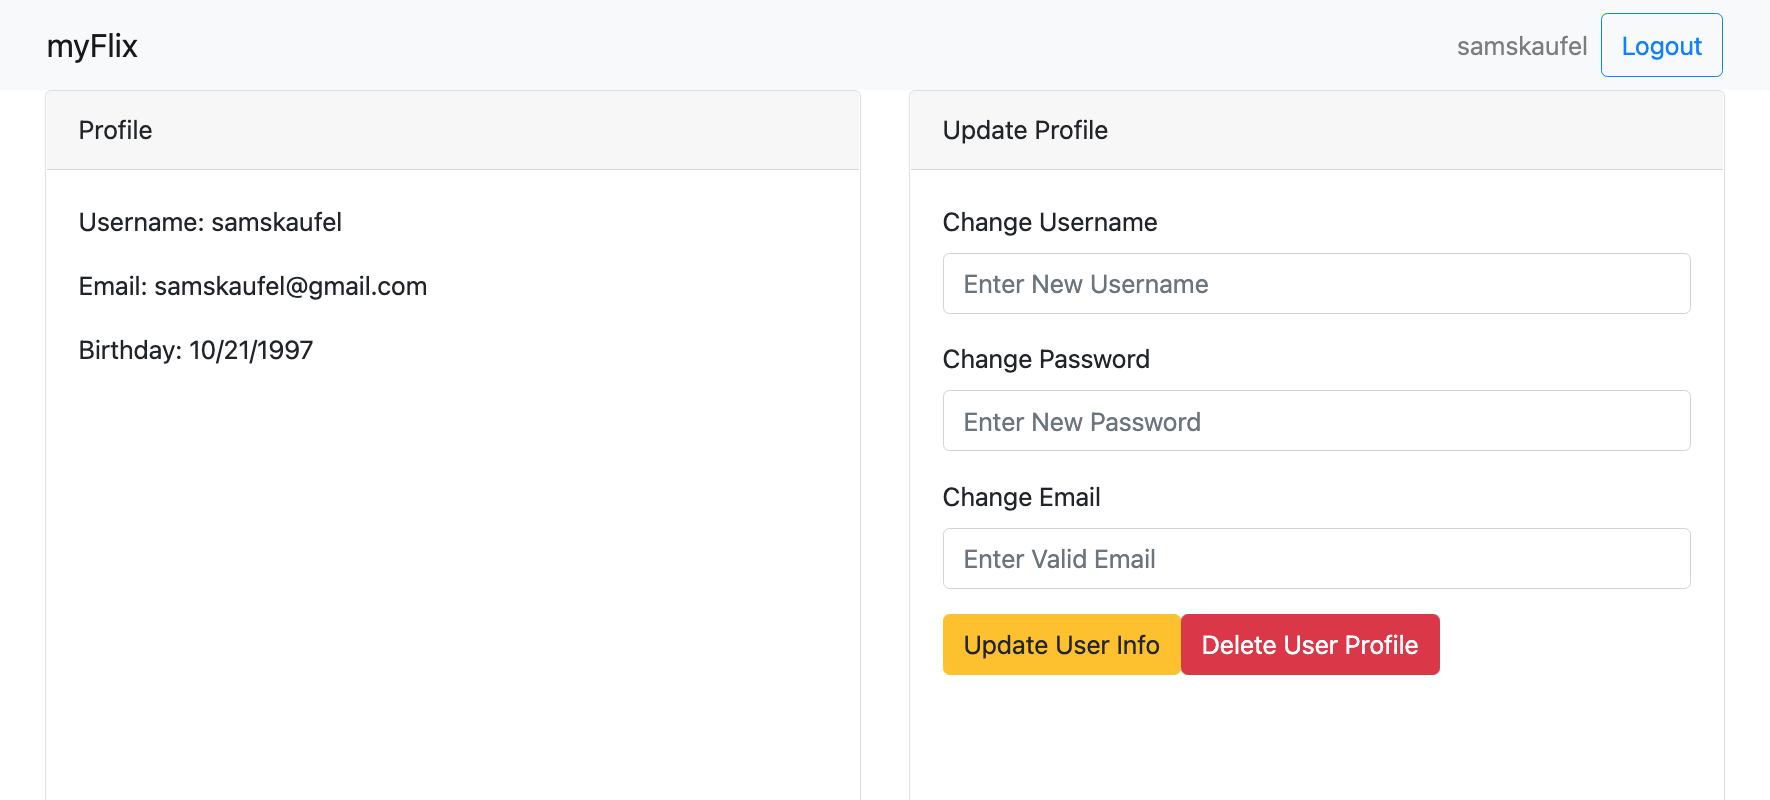 myFlix
samskaufel
Logout
Profile
Username: samskaufel
Email: samskaufel@gmail.com
Birthday: 10/21/1997
Update Profile
Change Username
Enter New Username
Change Password
Enter New Password
Change Email
Enter Valid Email
Update User Info
Delete User Profile